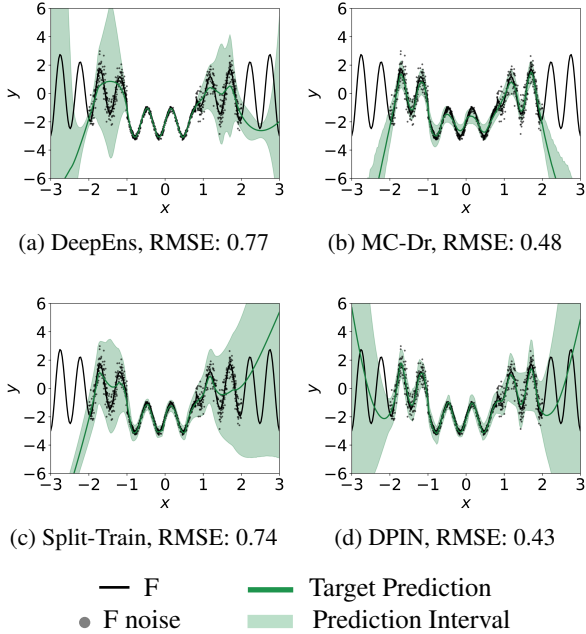 6
4
2
0
−2
−4
−6
y
−3 −2 −1 0 1 2 3
x
(a) DeepEns, RMSE: 0.77
6
4
2
0
−2
−4
−6
y
−3 −2 −1 0 1 2 3
x
(b) MC-Dr, RMSE: 0.48
6
4
2
0
−2
−4
−6
y
−3 −2 −1 0 1 2 3
x
(c) Split-Train, RMSE: 0.74
6
4
2
0
−2
−4
−6
y
−3 −2 −1 0 1 2 3
x
(d) DPIN, RMSE: 0.43
F
Target Prediction
F noise
Prediction Interval